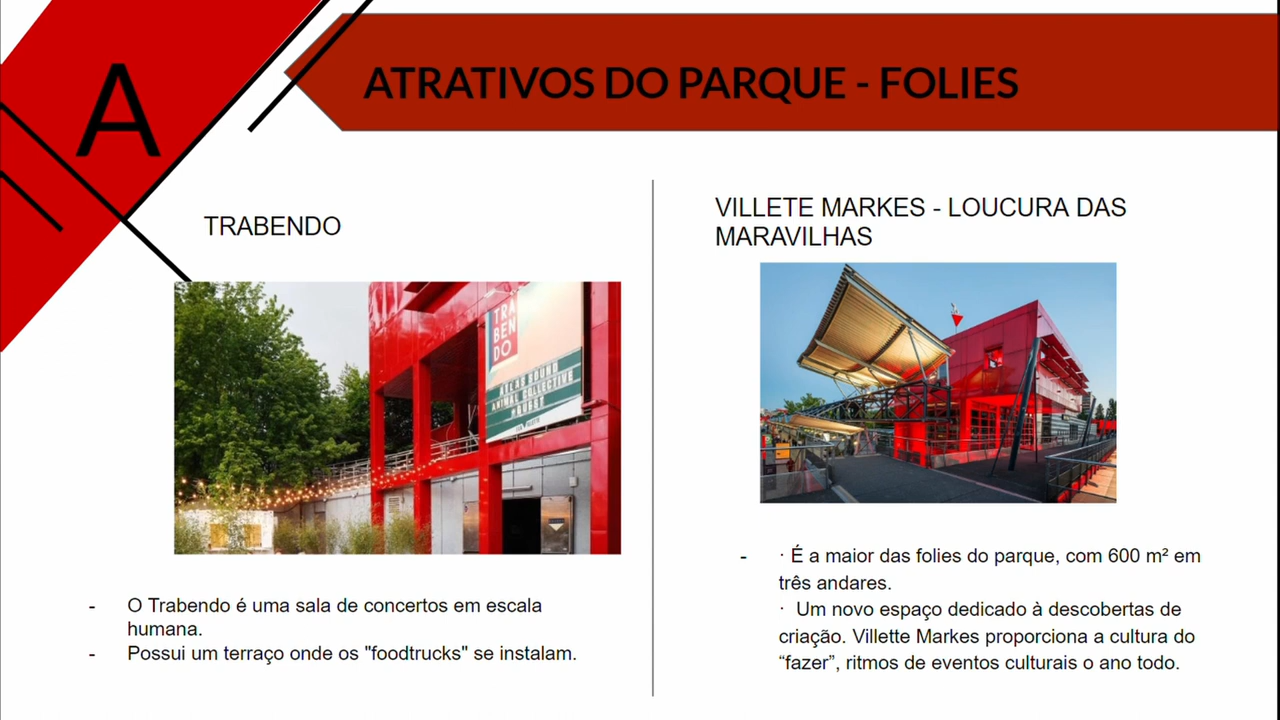 A
ATRATIVOS DO PARQUE - FOLIES
TRABENDO
TRA
BEN
DO
ANIMAL COLLECTIVE
- O Trabendo é uma sala de concertos em escala
humana.
- Possui um terraço onde os "foodtrucks" se instalam.
VILLETE MARKES - LOUCURA DAS
MARAVILHAS
- · É a maior das folies do parque, com 600 m² em
três andares.
· Um novo espaço dedicado à descobertas de
criação. Villette Markes proporciona a cultura do
“fazer”, ritmos de eventos culturais o ano todo.